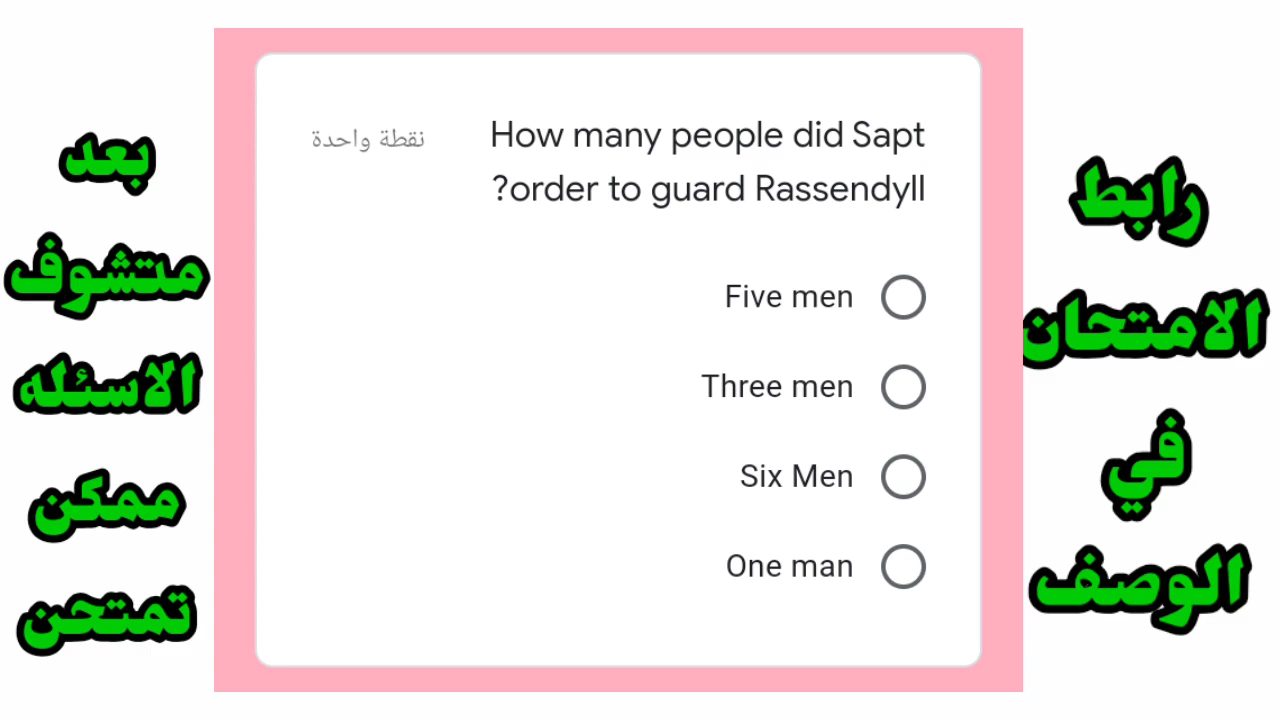 How many people did Sapt
order to guard Rassendyll?
نقطة واحدة
Five men
Three men
Six Men
One man
رابط
الامتحان
في
الوصف
بعد
متشوف
الاسئله
ممكن
تمتحن